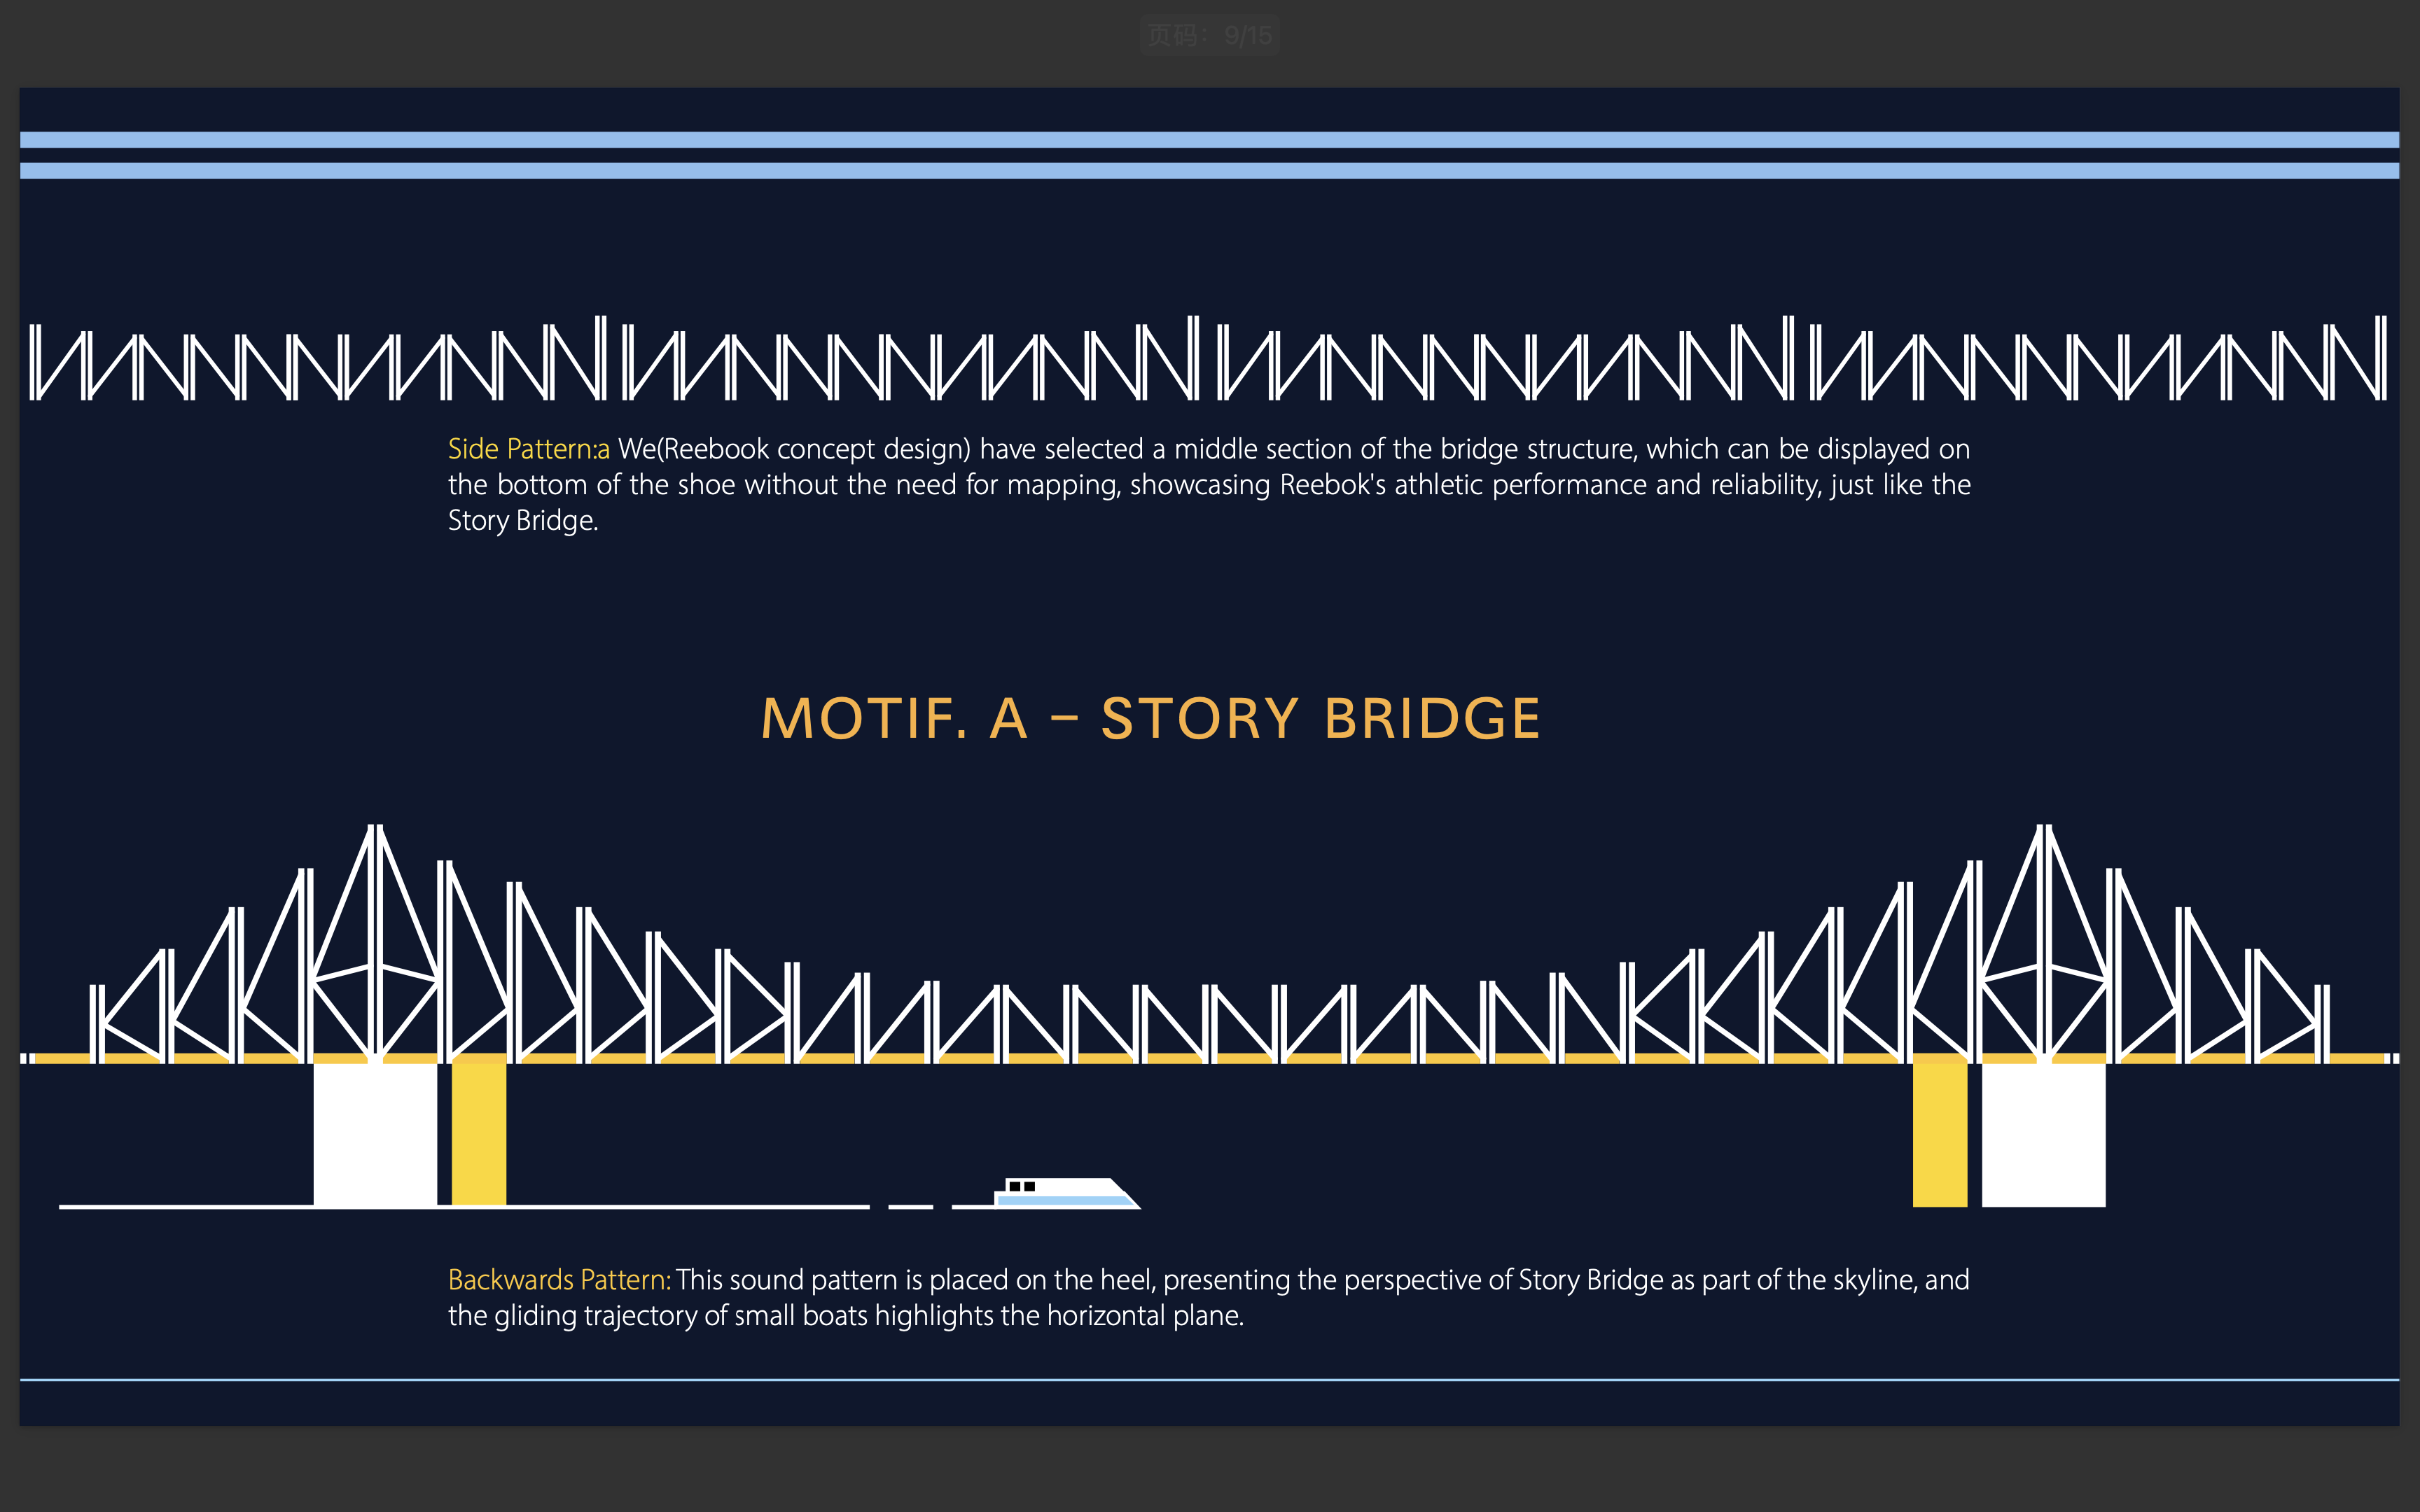 页码：9/15
Side Pattern:a We(Reebook concept design) have selected a middle section of the bridge structure, which can be displayed on
the bottom of the shoe without the need for mapping, showcasing Reebok's athletic performance and reliability, just like the
Story Bridge.
MOTIF. A – STORY BRIDGE
Backwards Pattern: This sound pattern is placed on the heel, presenting the perspective of Story Bridge as part of the skyline, and
the gliding trajectory of small boats highlights the horizontal plane.